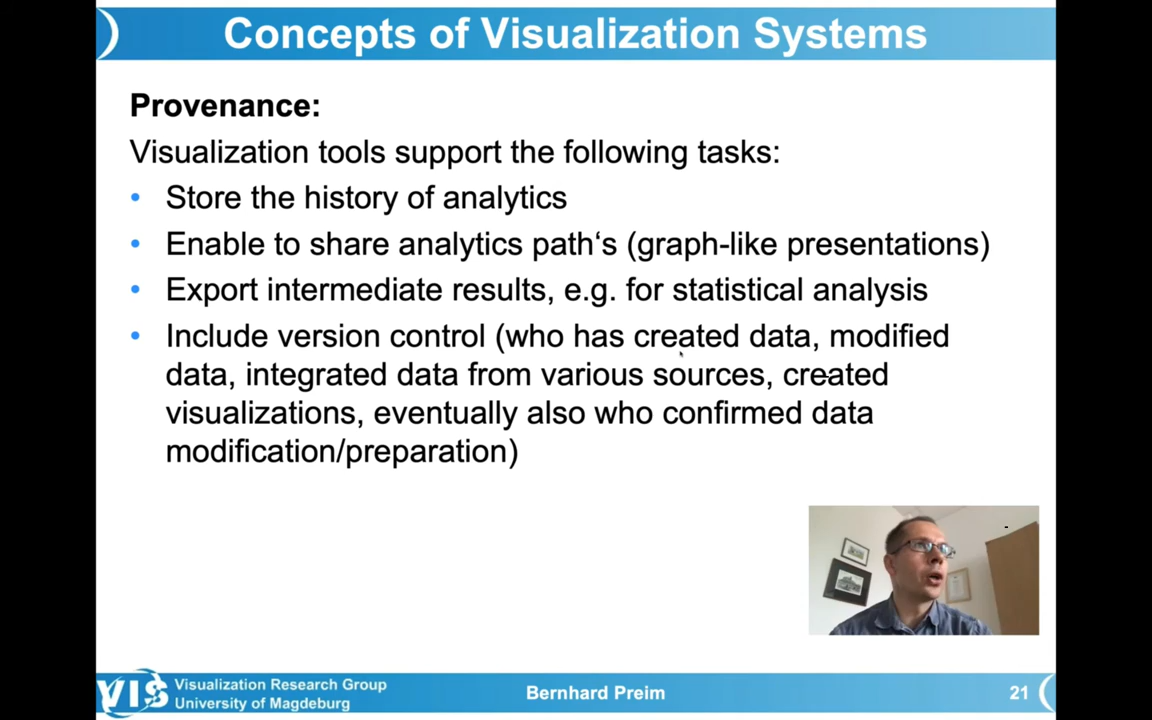 Concepts of Visualization Systems
Provenance:
Visualization tools support the following tasks:
• Store the history of analytics
• Enable to share analytics path‘s (graph-like presentations)
• Export intermediate results, e.g. for statistical analysis
• Include version control (who has created data, modified
data, integrated data from various sources, created
visualizations, eventually also who confirmed data
modification/preparation)
VIS
Visualization Research Group
University of Magdeburg
Bernhard Preim
21